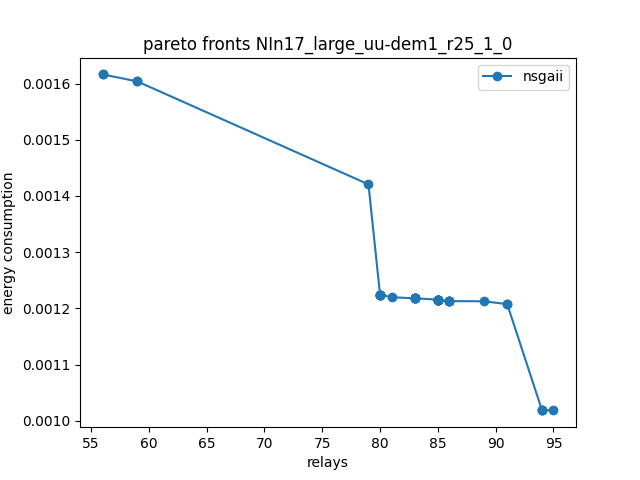 pareto fronts NIn17_large_uu-dem1_r25_1_0
nsgaii
0.0016
0.0015
0.0014
0.0013
0.0012
0.0011
0.0010
energy consumption
55 60 65 70 75 80 85 90 95
relays